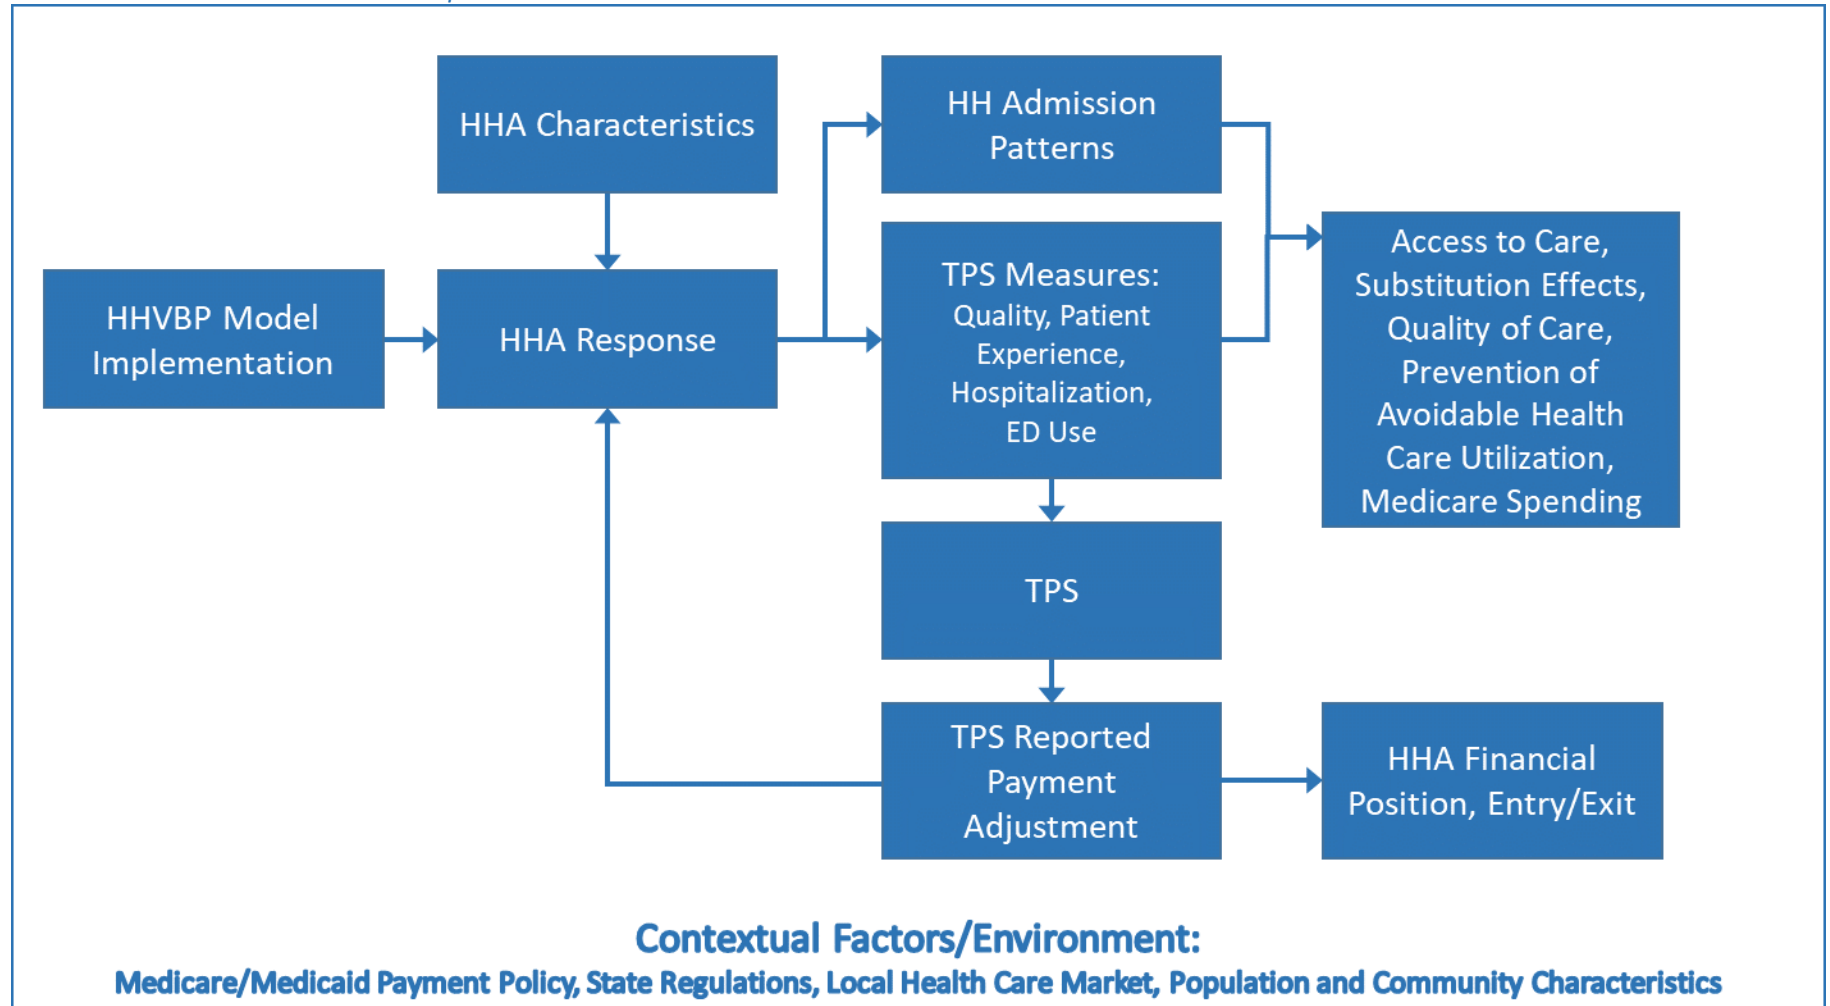 HHA Characteristics
HH Admission
Patterns
HHVBP Model
Implementation
HHA Response
TPS Measures:
Quality, Patient
Experience,
Hospitalization,
ED Use
Access to Care,
Substitution Effects,
Quality of Care,
Prevention of
Avoidable Health
Care Utilization,
Medicare Spending
TPS
TPS Reported
Payment
Adjustment
HHA Financial
Position, Entry/Exit
Contextual Factors/Environment:
Medicare/Medicaid Payment Policy, State Regulations, Local Health Care Market, Population and Community Characteristics